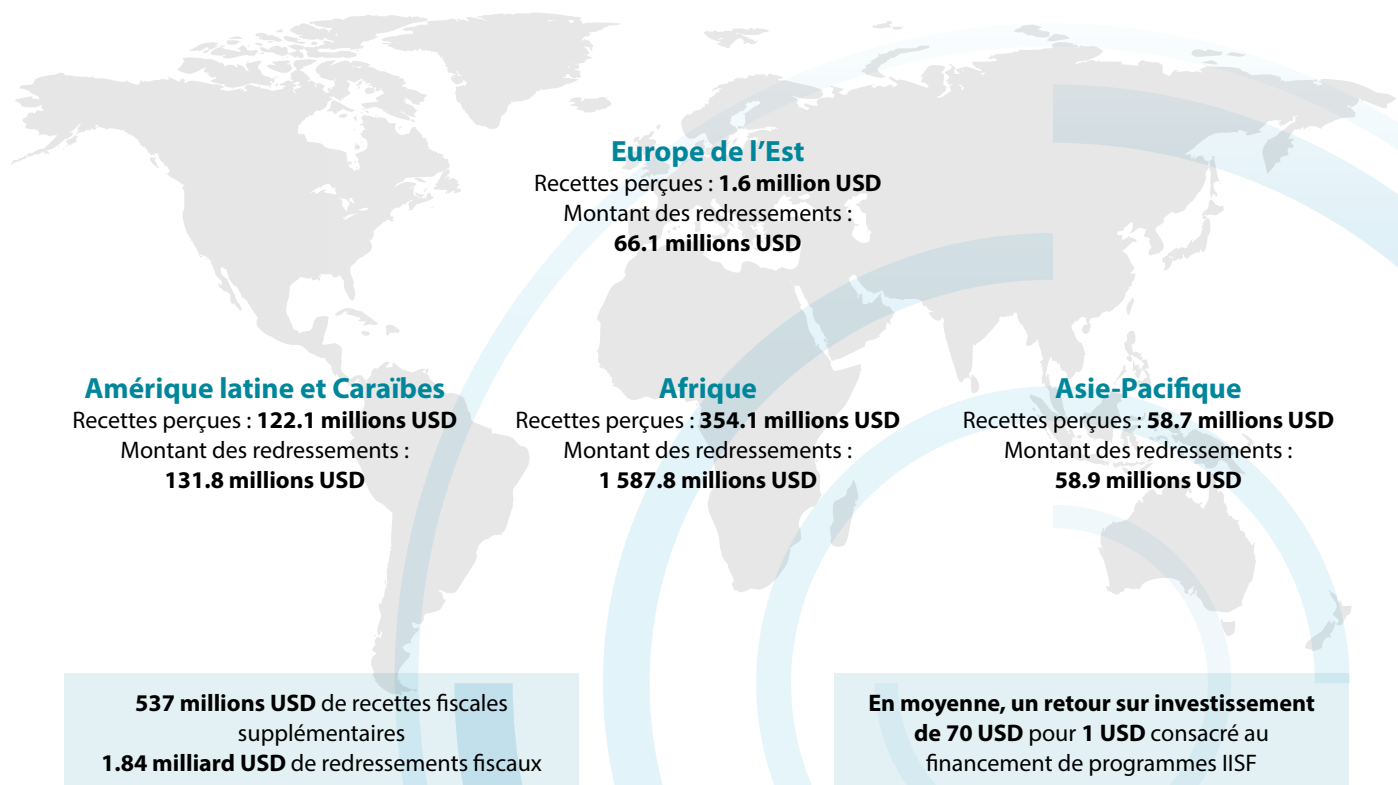 Europe de l’Est
Recettes perçues : 1.6 million USD
Montant des redressements :
66.1 millions USD
Amérique latine et Caraïbes
Recettes perçues : 122.1 millions USD
Montant des redressements :
131.8 millions USD
Afrique
Recettes perçues : 354.1 millions USD
Montant des redressements :
1 587.8 millions USD
Asie-Pacifique
Recettes perçues : 58.7 millions USD
Montant des redressements :
58.9 millions USD
537 millions USD de recettes fiscales
supplémentaires
1.84 milliard USD de redressements fiscaux
En moyenne, un retour sur investissement
de 70 USD pour 1 USD consacré au
financement de programmes IISF